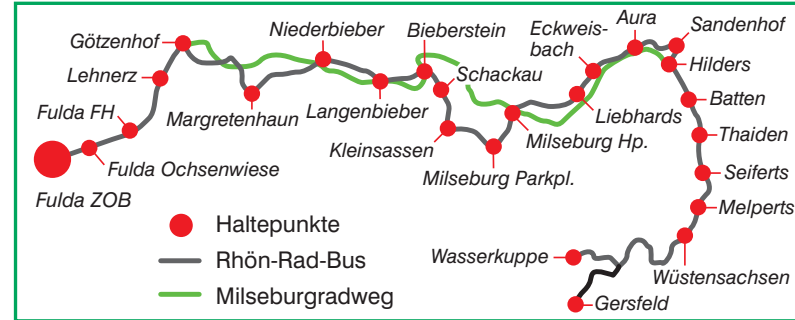 Götzenhof
Niederbieber
Bieberstein
Eckweis-
bach
Aura
Sandenhof
Lehnerz
Schackau
Hilders
Fulda FH
Margretenhaun
Langenbieber
Liebhards
Batten
Fulda Ochsenwiese
Kleinsassen
Milseburg Hp.
Thaiden
Milseburg Parkpl.
Seiferts
Fulda ZOB
Melperts
Haltepunkte
Rhön-Rad-Bus
Wasserkuppe
Wüstensachsen
Milseburgradweg
Gersfeld